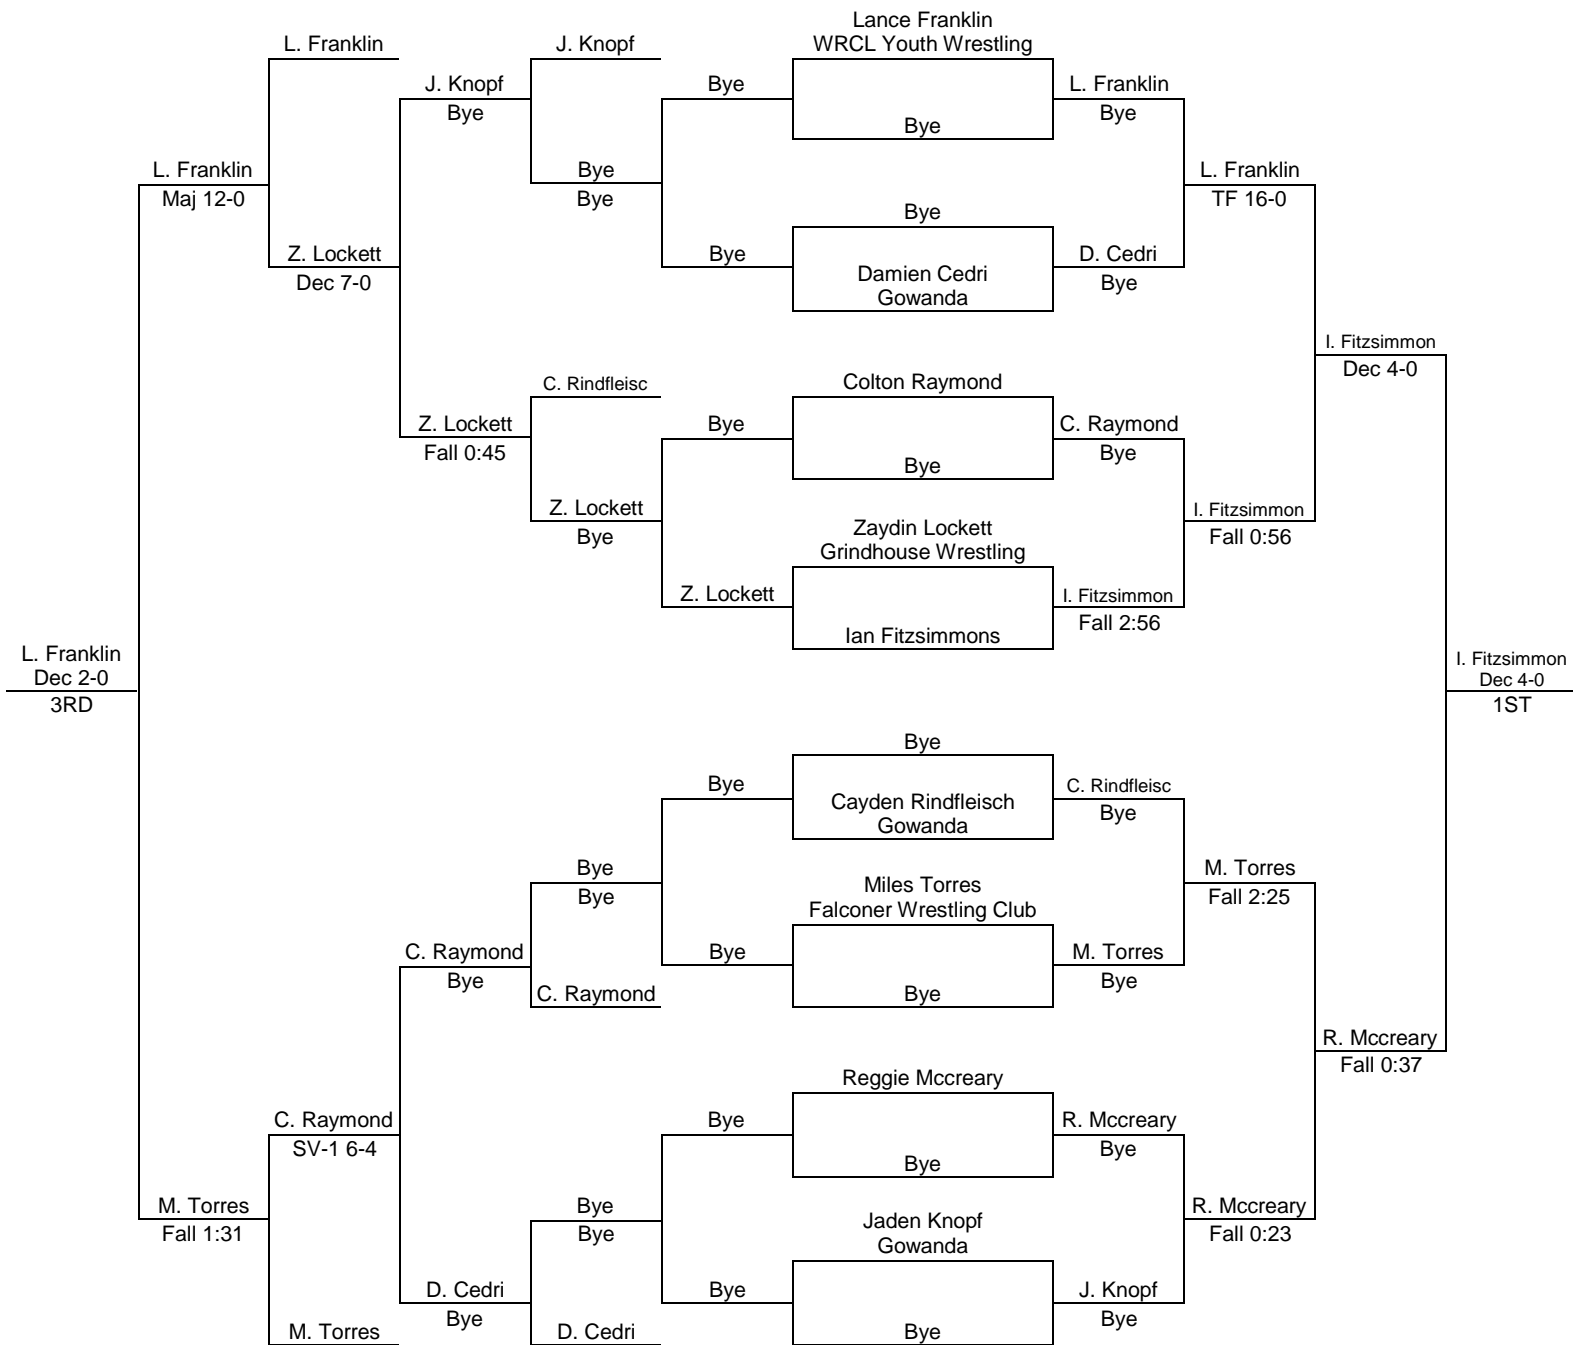 Lance Franklin
L. Franklin
J. Knopf
WRCL Youth Wrestling
J. Knopf
Bye
L. Franklin
Bye
Bye
Bye
L. Franklin
Maj 12-0
Bye
Bye
L. Franklin
TF 16-0
Bye
Z. Lockett
Dec 7-0
Bye
Damien Cedri
Gowanda
D. Cedri
Bye
I. Fitzsimmon
Dec 4-0
C. Rindfleisc
Colton Raymond
Z. Lockett
Fall 0:45
Bye
C. Raymond
Bye
Bye
Z. Lockett
Bye
I. Fitzsimmon
Fall 0:56
Zaydin Lockett
Grindhouse Wrestling
Z. Lockett
I. Fitzsimmon
Fall 2:56
Ian Fitzsimmons
L. Franklin
Dec 2-0
3RD
I. Fitzsimmon
Dec 4-0
1ST
Bye
Bye
Cayden Rindfleisch
Gowanda
C. Rindfleisc
Bye
Bye
Bye
M. Torres
Fall 2:25
Miles Torres
Falconer Wrestling Club
C. Raymond
Bye
Bye
M. Torres
Bye
C. Raymond
Bye
R. Mccreary
Fall 0:37
Reggie Mccreary
C. Raymond
SV-1 6-4
Bye
R. Mccreary
Bye
Bye
M. Torres
Fall 1:31
Bye
Bye
R. Mccreary
Fall 0:23
Jaden Knopf
Gowanda
D. Cedri
Bye
Bye
J. Knopf
Bye
M. Torres
D. Cedri
Bye